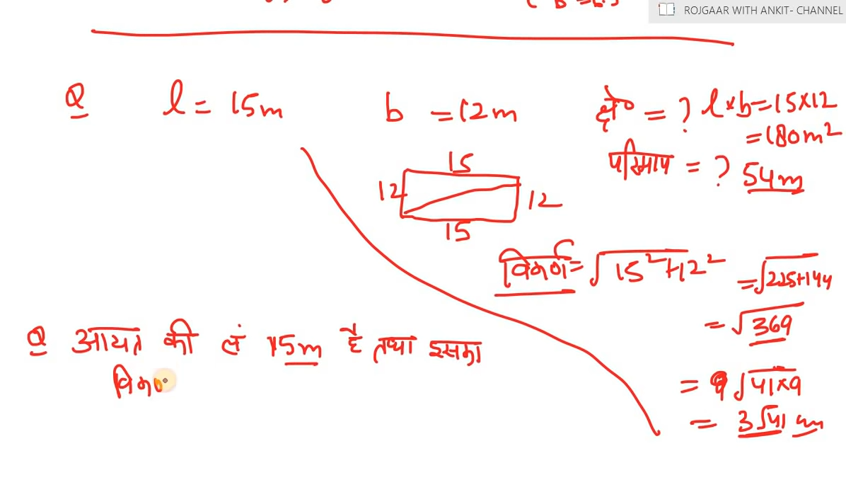 ROJGAAR WITH ANKIT- CHANNEL
Q l = 15m b = 12m क्षे° = ? l×b = 15×12
= 180m²
परिमाप = ? 54m
15
12 12
15
विकर्ण = √15²+12² = √225+144
= √369
= √41×9
= 3√41
Q आयत की लं 15m है तथा इसका
विकण